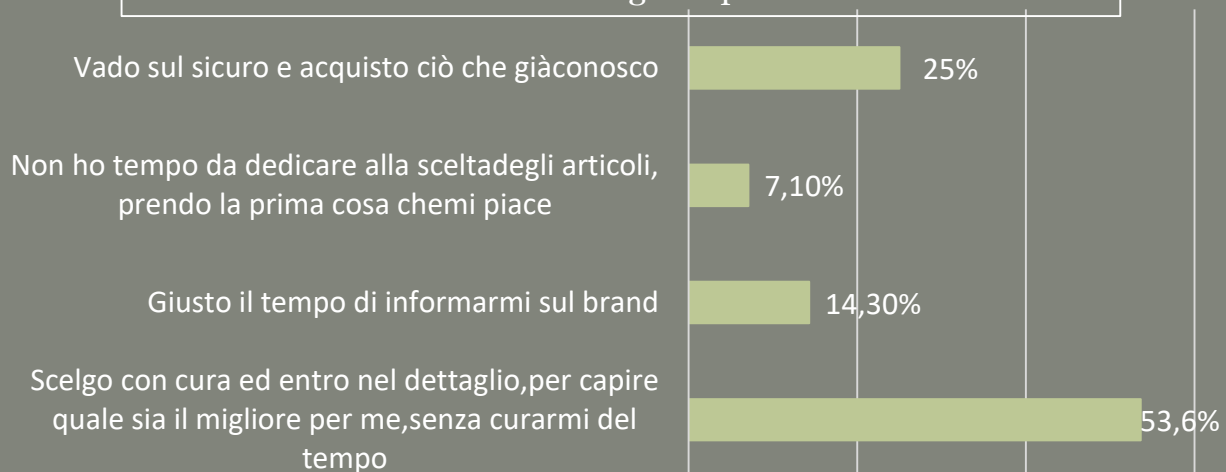 Vado sul sicuro e acquisto ciò che giàconosco
25%
Non ho tempo da dedicare alla sceltadegli articoli,
prendo la prima cosa chemi piace
7,10%
Giusto il tempo di informarmi sul brand
14,30%
Scelgo con cura ed entro nel dettaglio,per capire
quale sia il migliore per me,senza curarmi del
tempo
53,6%